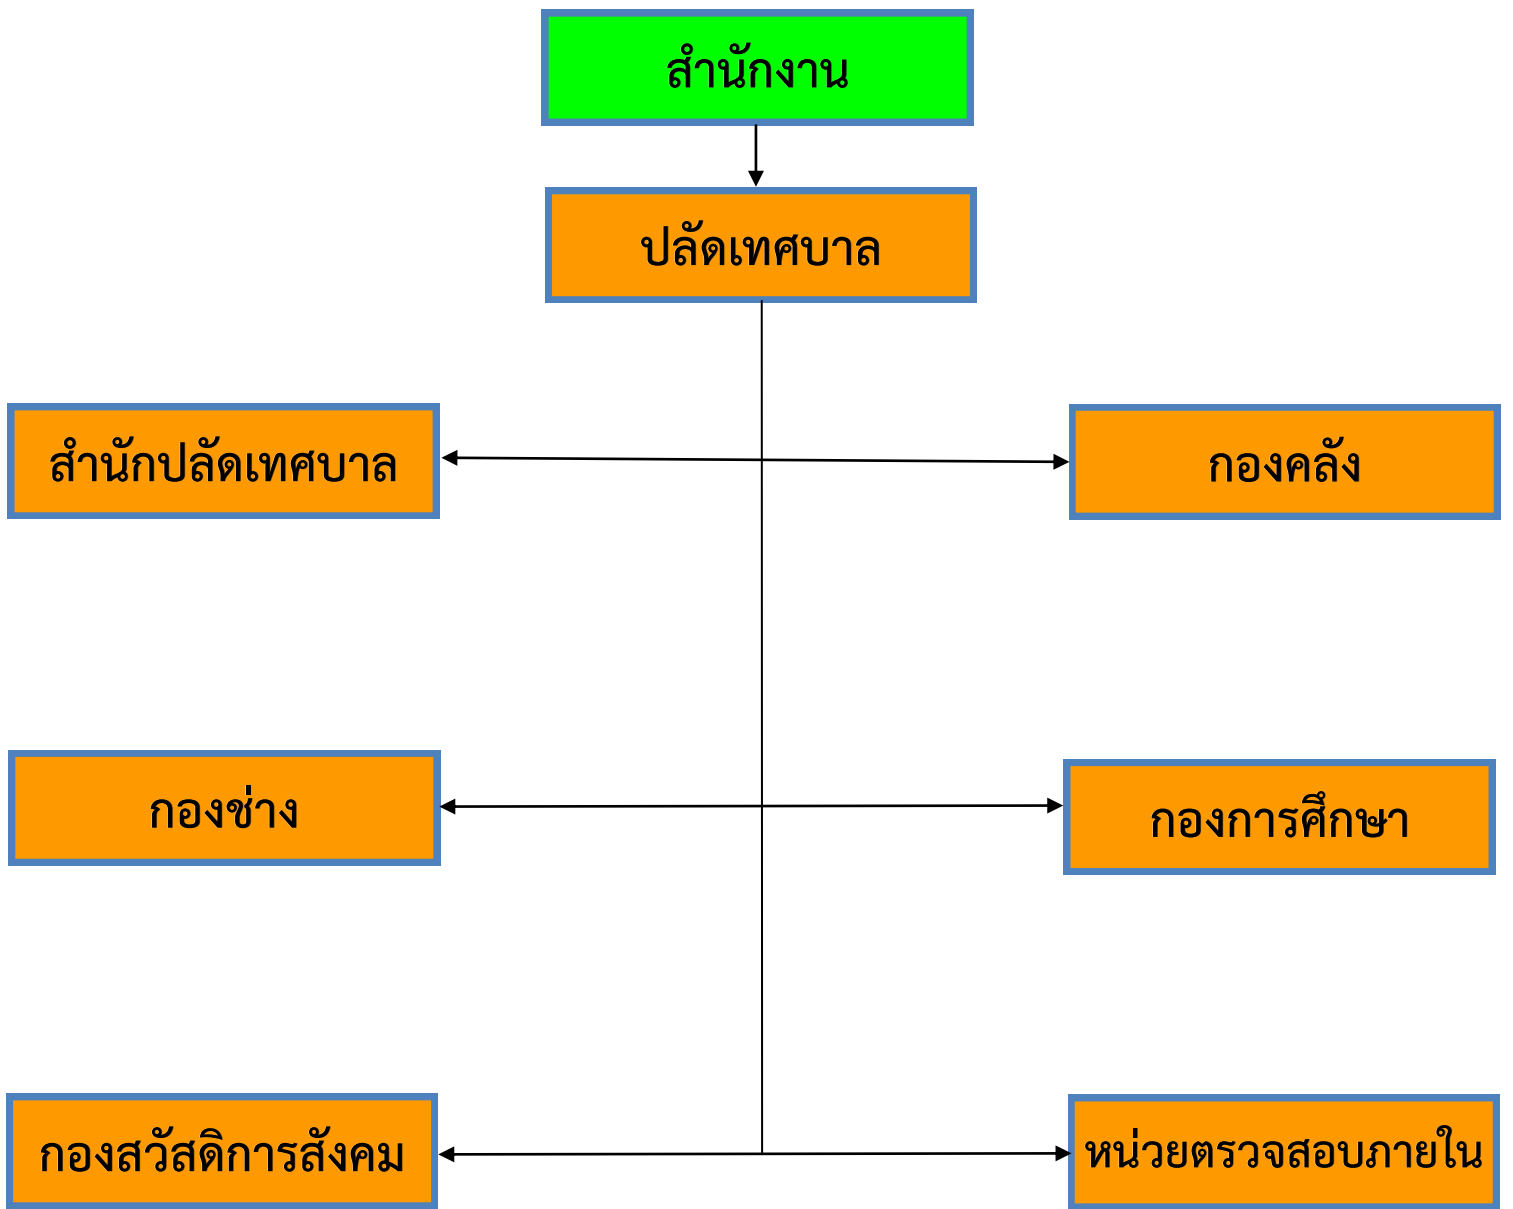 สำนักงาน
ปลัดเทศบาล
สำนักปลัดเทศบาล
กองคลัง
กองช่าง
กองการศึกษา
กองสวัสดิการสังคม
หน่วยตรวจสอบภายใน